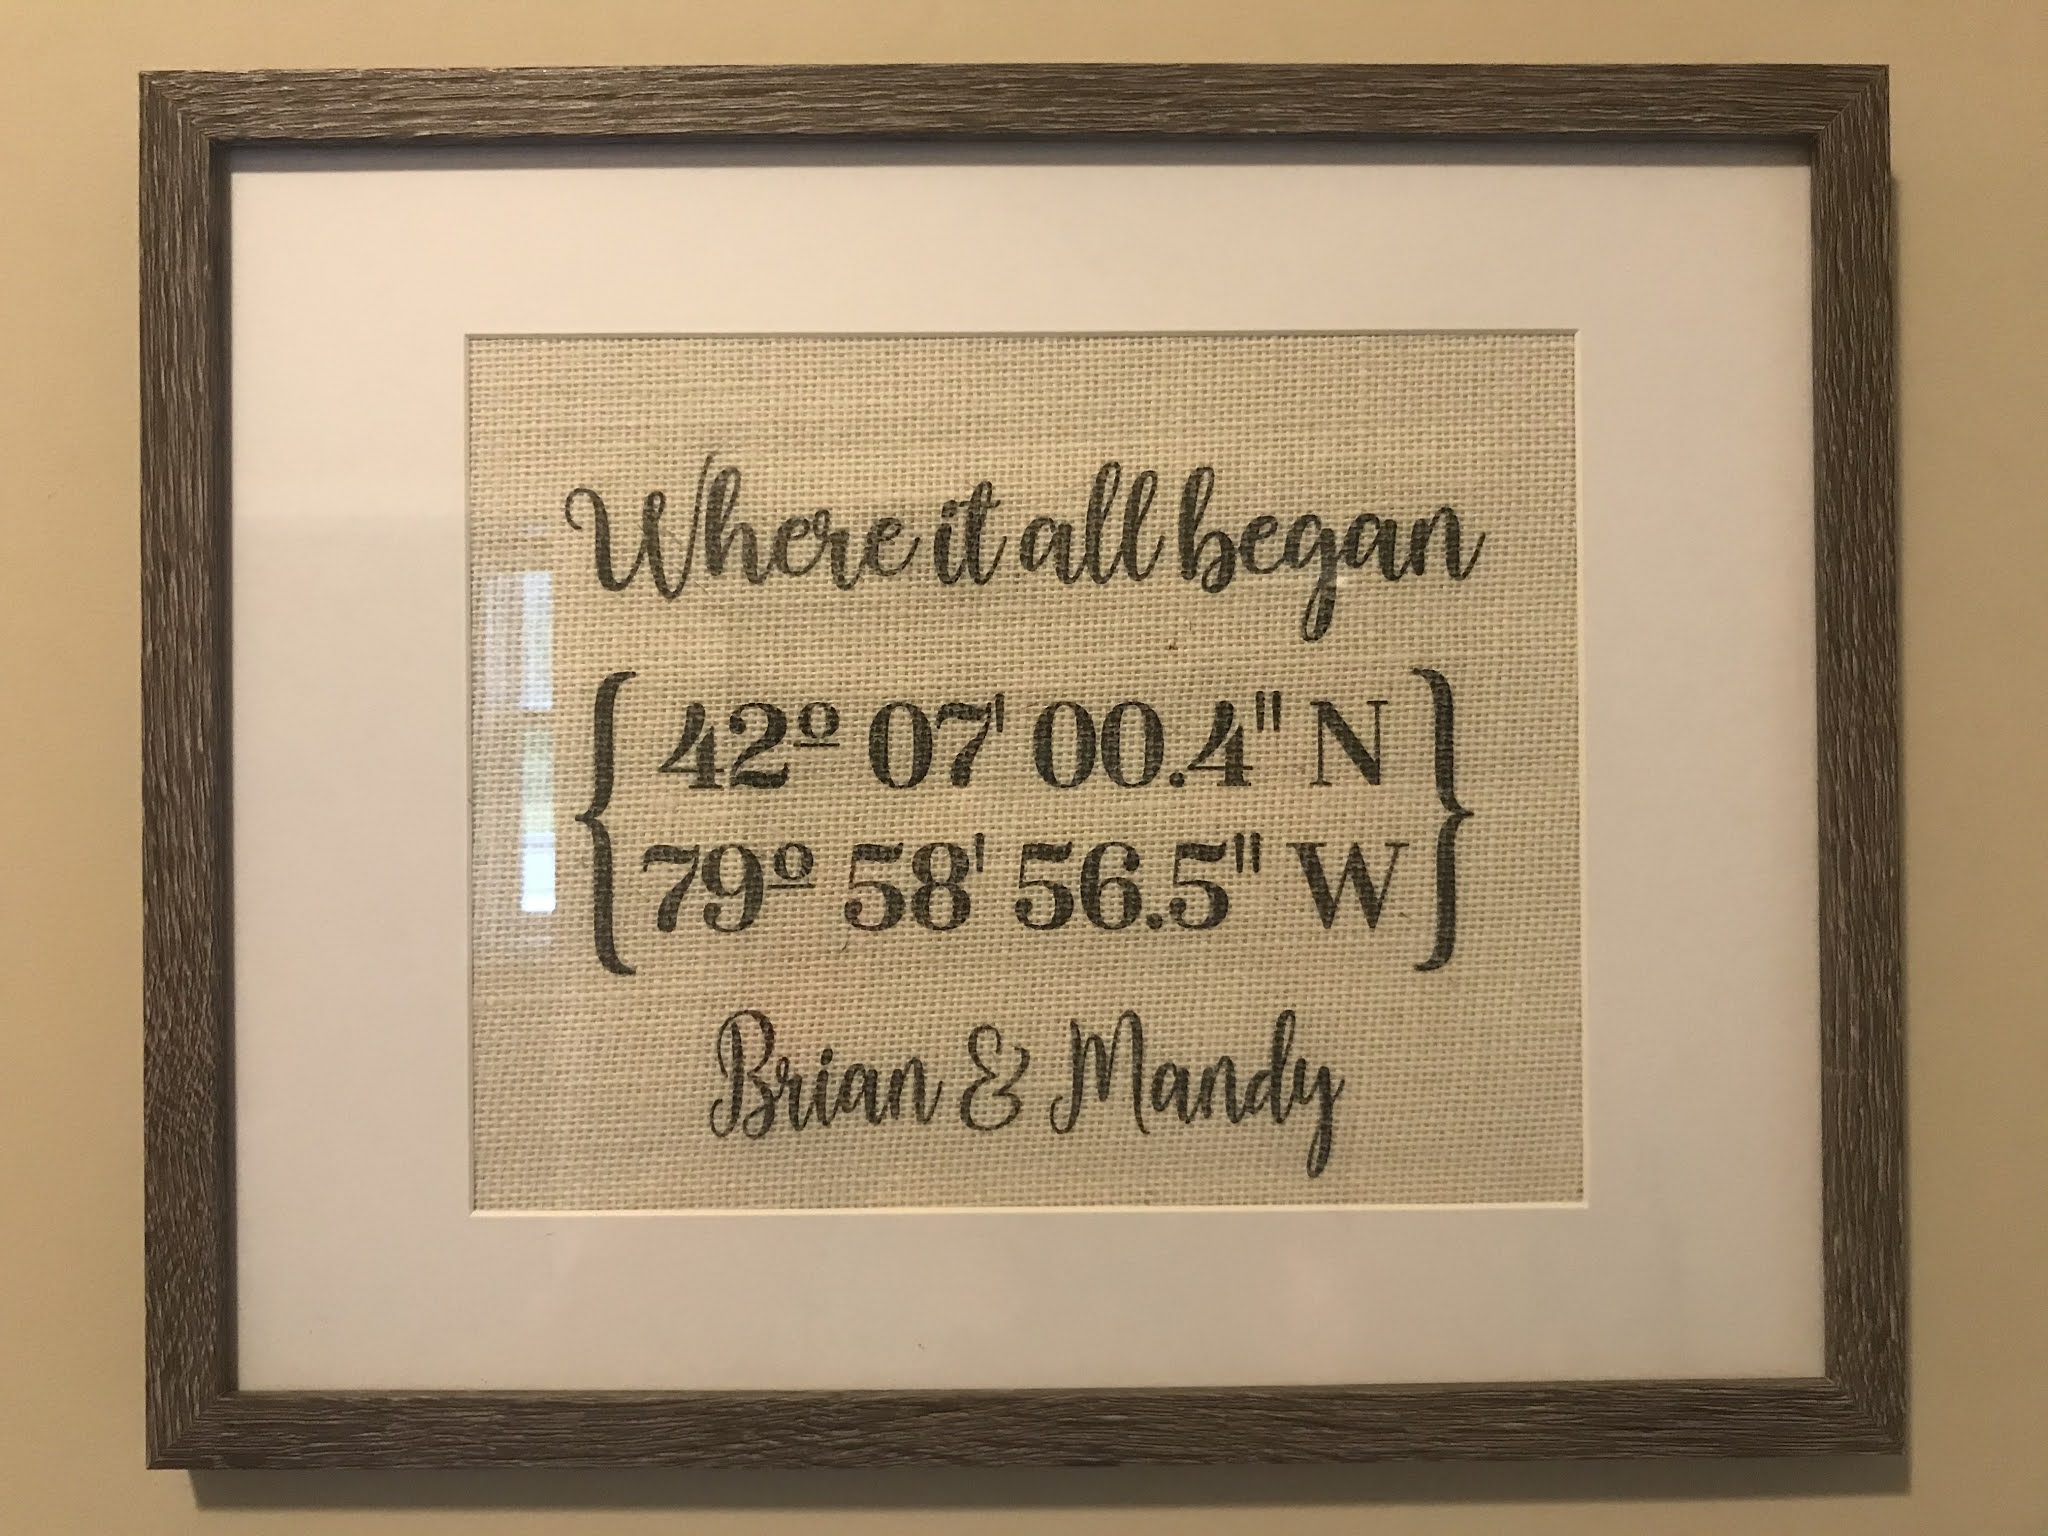 Where it all began
42º 07' 00.4" N
79º 58' 56.5" W
Brian & Mandy